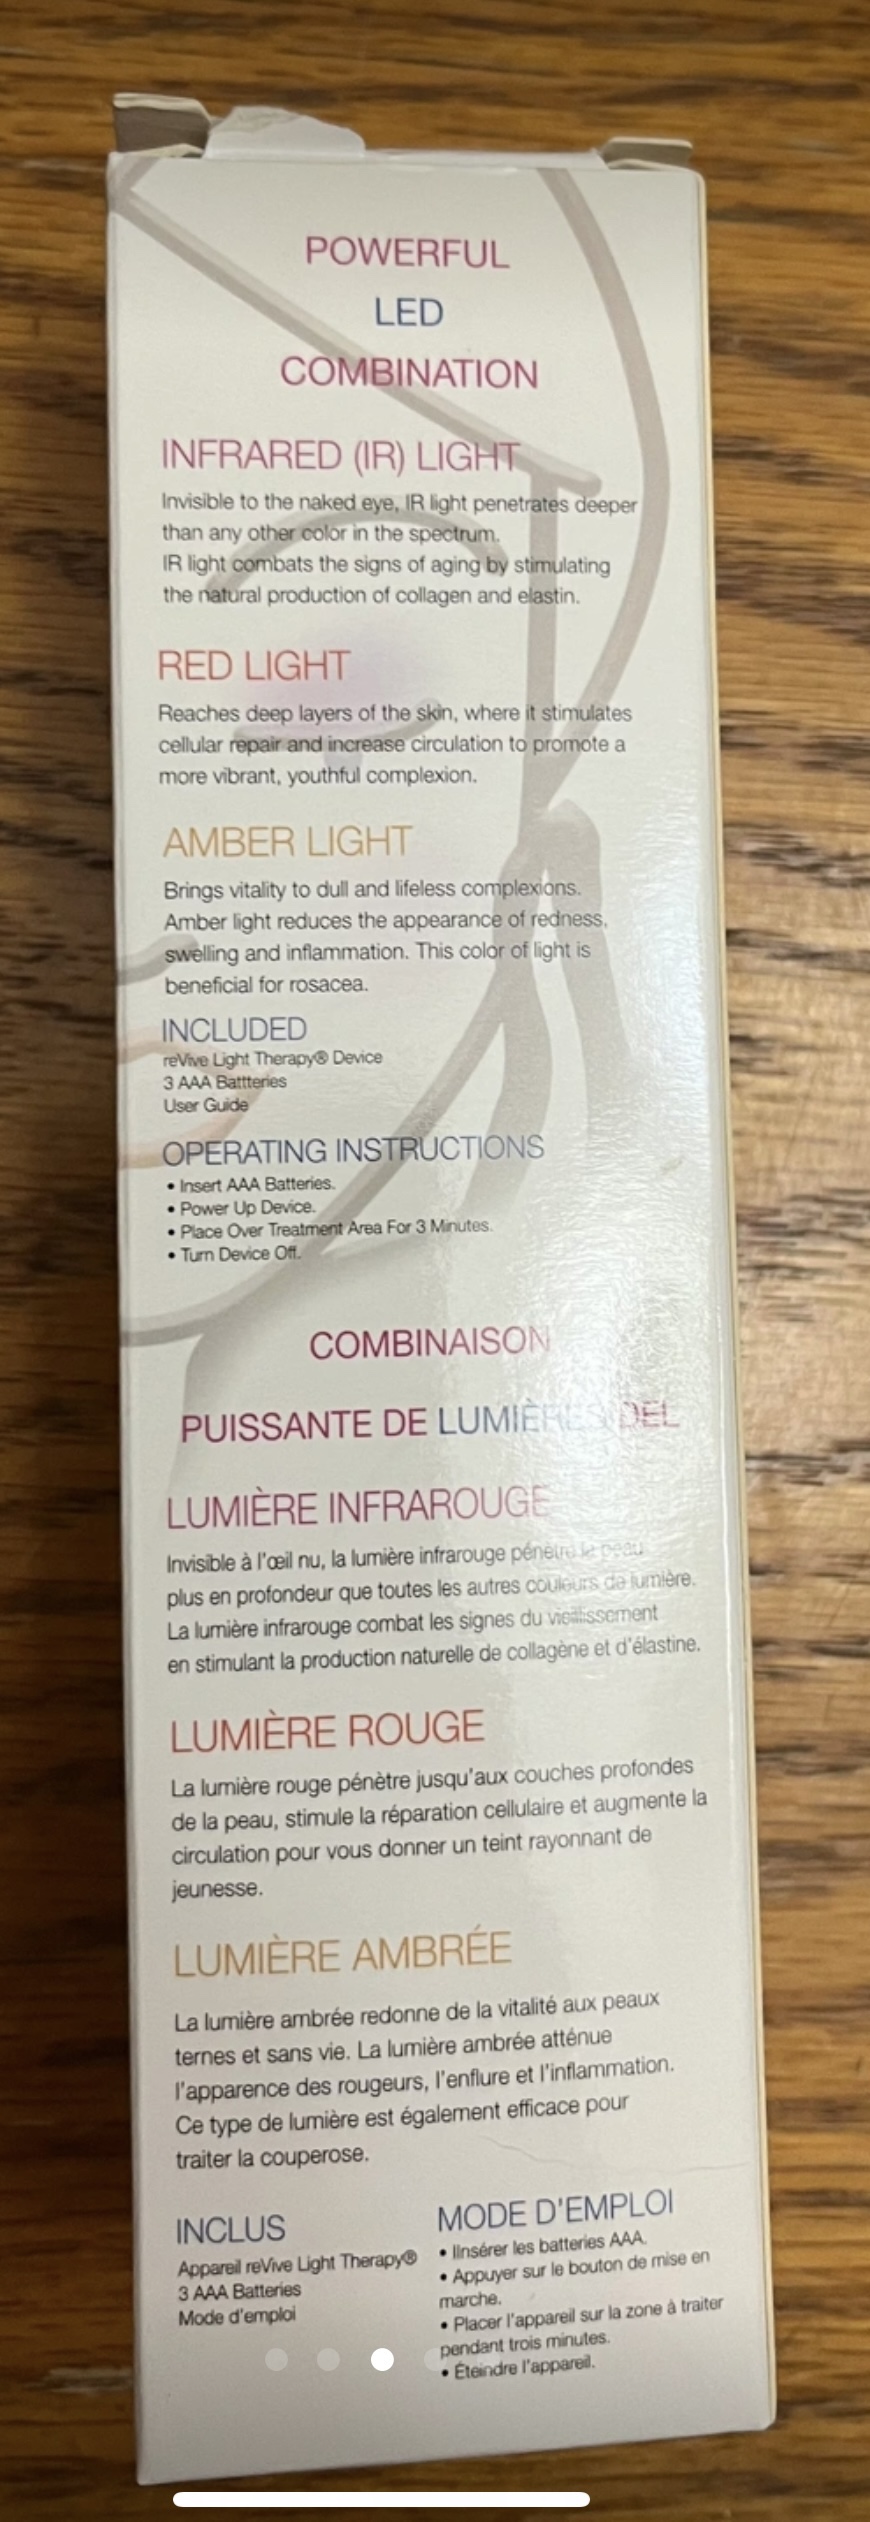 POWERFUL
LED
COMBINATION
INFRARED (IR) LIGHT
Invisible to the naked eye, IR light penetrates deeper
than any other color in the spectrum.
IR light combats the signs of aging by stimulating
the natural production of collagen and elastin.
RED LIGHT
Reaches deep layers of the skin, where it stimulates
cellular repair and increase circulation to promote a
more vibrant, youthful complexion.
AMBER LIGHT
Brings vitality to dull and lifeless complexions.
Amber light reduces the appearance of redness,
swelling and inflammation. This color of light is
beneficial for rosacea.
INCLUDED
reVive Light Therapy® Device
3 AAA Battteries
User Guide
OPERATING INSTRUCTIONS
• Insert AAA Batteries.
• Power Up Device.
• Place Over Treatment Area For 3 Minutes.
• Turn Device Off.
COMBINAISON
PUISSANTE DE LUMIÈRES DEL
LUMIÈRE INFRAROUGE
Invisible à l'œil nu, la lumière infrarouge pénètre la peau
plus en profondeur que toutes les autres couleurs de lumière.
La lumière infrarouge combat les signes du vieillissement
en stimulant la production naturelle de collagène et d'élastine.
LUMIÈRE ROUGE
La lumière rouge pénètre jusqu'aux couches profondes
de la peau, stimule la réparation cellulaire et augmente la
circulation pour vous donner un teint rayonnant de
jeunesse.
LUMIÈRE AMBRÉE
La lumière ambrée redonne de la vitalité aux peaux
ternes et sans vie. La lumière ambrée atténue
l'apparence des rougeurs, l'enflure et l'inflammation.
Ce type de lumière est également efficace pour
traiter la couperose.
INCLUS
Appareil reVive Light Therapy®
3 AAA Batteries
Mode d'emploi
MODE D'EMPLOI
• IInsérer les batteries AAA.
• Appuyer sur le bouton de mise en
marche.
• Placer l'appareil sur la zone à traiter
pendant trois minutes.
• Éteindre l'appareil.